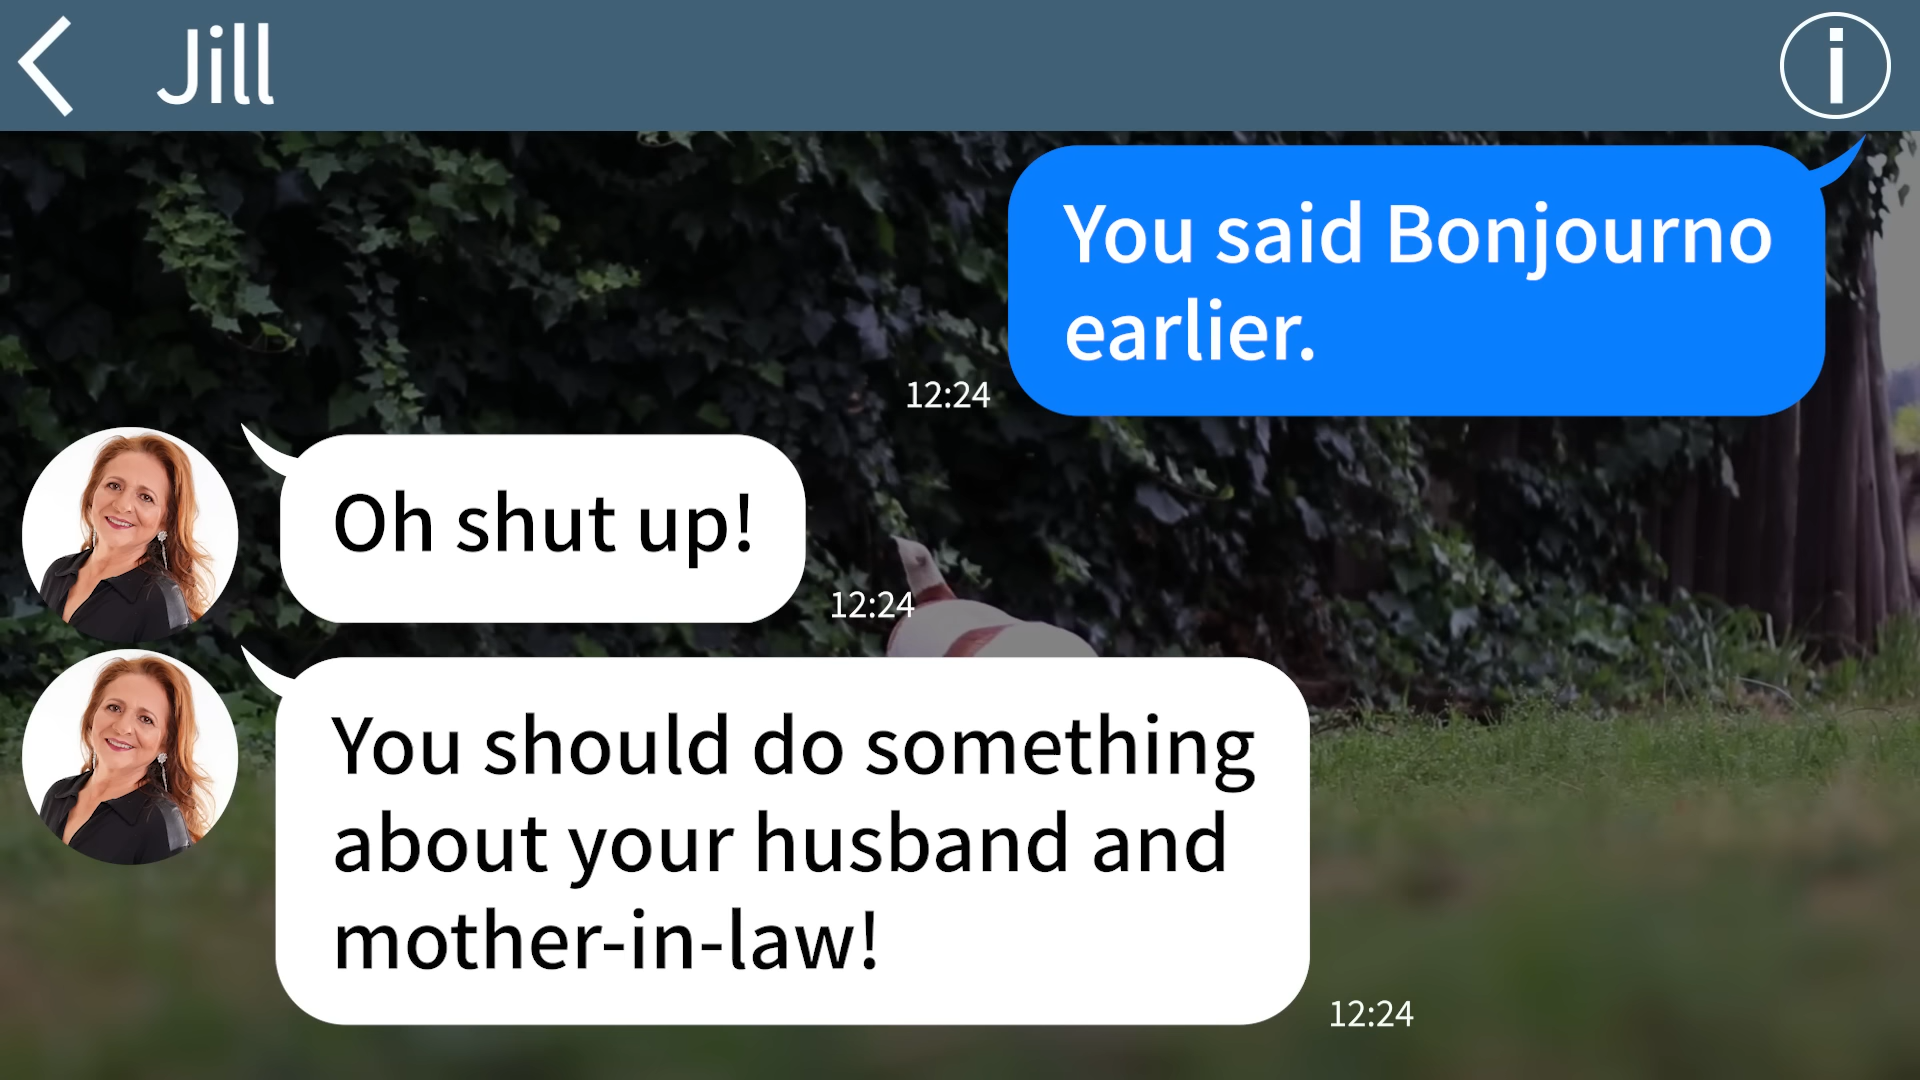 Jill
You said Bonjourno
earlier.
12:24
Oh shut up!
12:24
You should do something
about your husband and
mother-in-law!
12:24